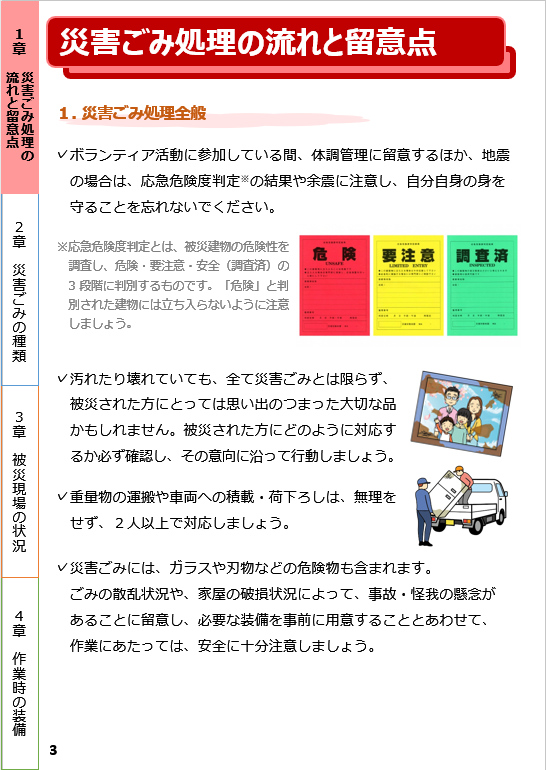 災害ごみ処理の流れと留意点
1章 災害ごみ処理の
流れと留意点
2章 災害ごみの種類
3章 被災現場の状況
4章 作業時の装備
1．災害ごみ処理全般
✓ボランティア活動に参加している間、体調管理に留意するほか、地震
の場合は、応急危険度判定※の結果や余震に注意し、自分自身の身を
守ることを忘れないでください。
※応急危険度判定とは、被災建物の危険性を
調査し、危険・要注意・安全（調査済）の
3段階に判別するものです。「危険」と判
別された建物には立ち入らないように注意
しましょう。
危険
UNSAFE
要注意
LIMITED ENTRY
調査済
INSPECTED
✓汚れたり壊れていても、全て災害ごみとは限らず、
被災された方にとっては思い出のつまった大切な品
かもしれません。被災された方にどのように対応す
るか必ず確認し、その意向に沿って行動しましょう。
✓重量物の運搬や車両への積載・荷下ろしは、無理を
せず、２人以上で対応しましょう。
✓災害ごみには、ガラスや刃物などの危険物も含まれます。
ごみの散乱状況や、家屋の破損状況によって、事故・怪我の懸念が
あることに留意し、必要な装備を事前に用意することとあわせて、
作業にあたっては、安全に十分注意しましょう。
3